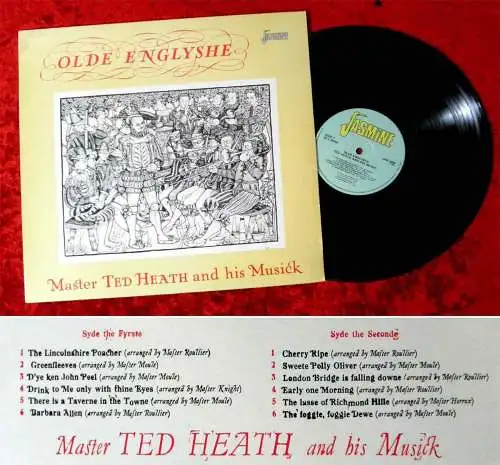 OLDE ENGLYSHE
Jasmine
JASMINE
Master TED HEATH and his Musick
Syde the Fyrste
1 The Lincolnshire Poacher (arranged by Master Roullier)
2 Greenfleeves (arranged by Master Moule)
3 D'ye ken John Peel (arranged by Master Moule)
4 Drink to Me only with thine Eyes (arranged by Master Knight)
5 There is a Taverne in the Towne (arranged by Master Moule)
6 Barbara Allen (arranged by Master Roullier)
Syde the Seconde
1 Cherry Ripe (arranged by Master Roullier)
2 Sweete Polly Oliver (arranged by Master Moule)
3 London Bridge is falling downe (arranged by Master Roullier)
4 Early one Morning (arranged by Master Roullier)
5 The lasse of Richmond Hille (arranged by Master Horrox)
6 The foggie, foggie Dewe (arranged by Master Roullier)
Master TED HEATH and his Musick